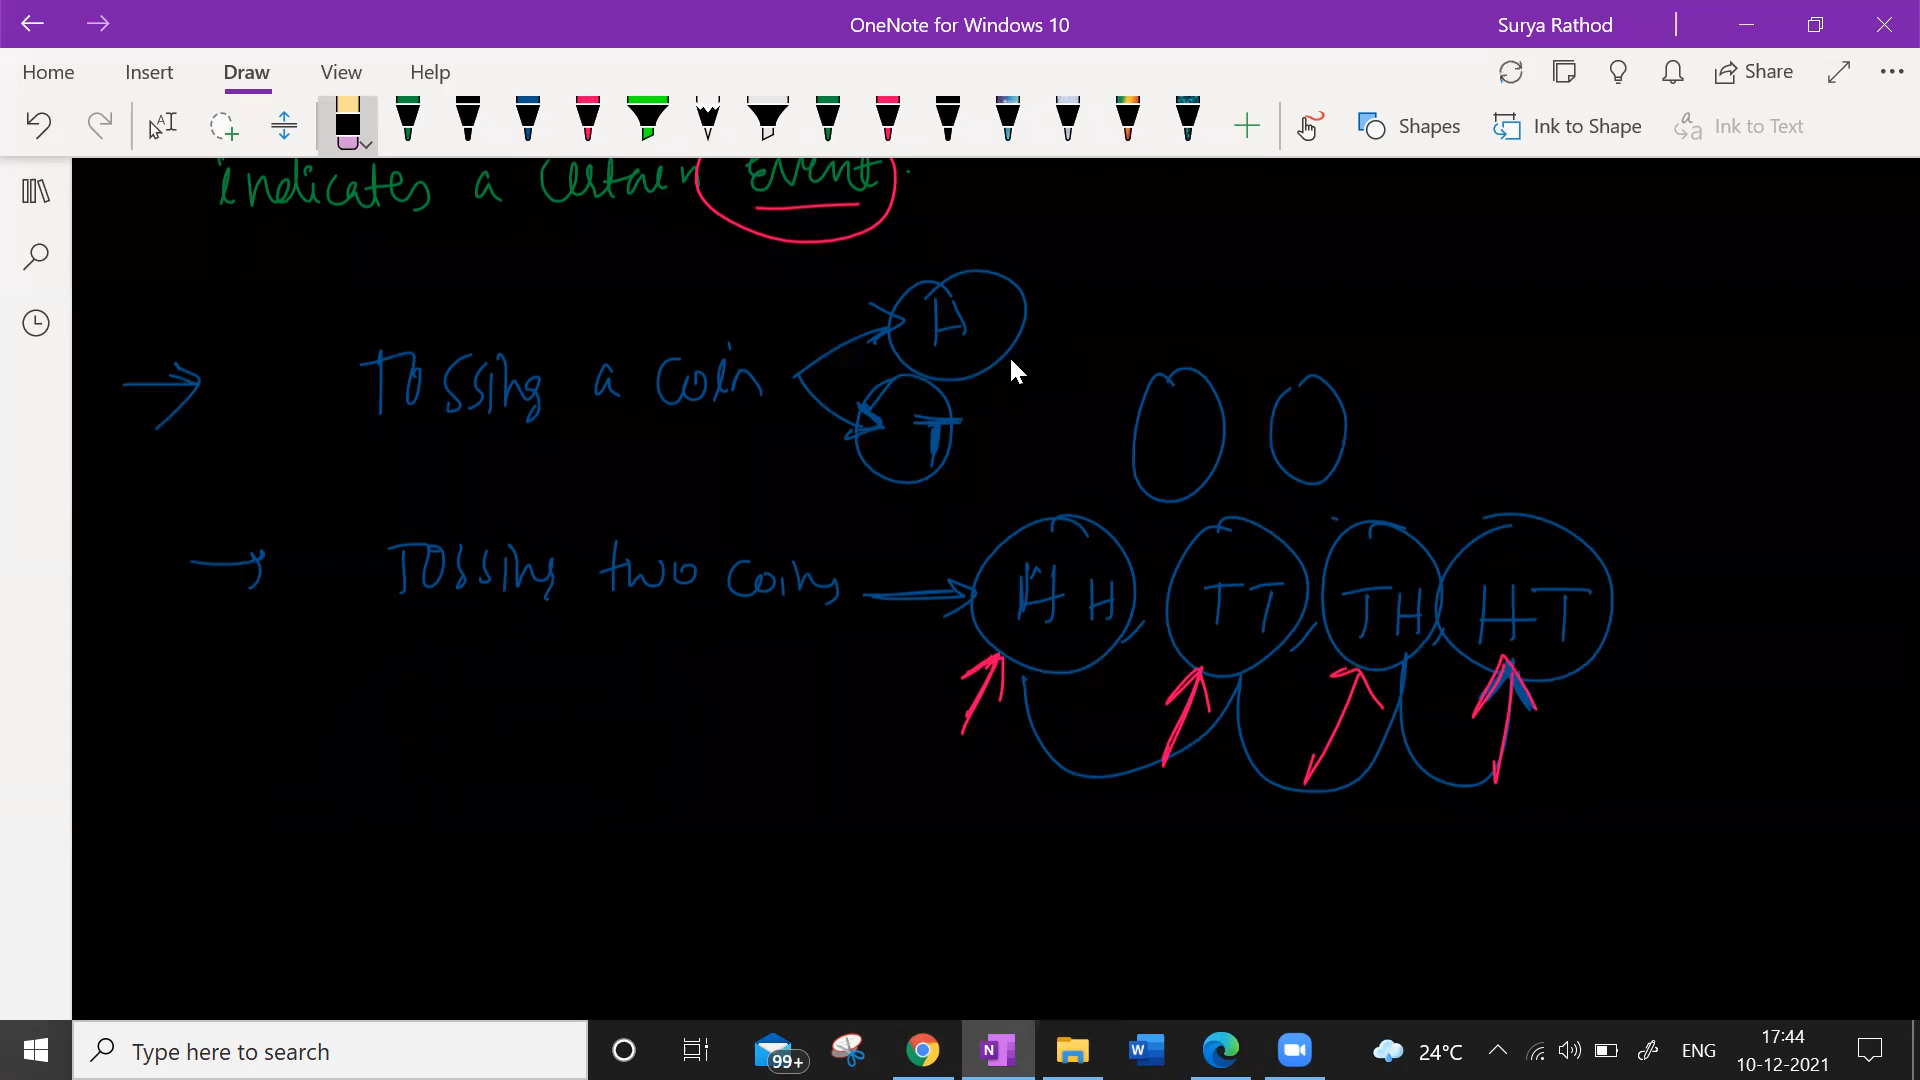 OneNote for Windows 10
Surya Rathod
Home Insert Draw View Help
Share
Shapes Ink to Shape Ink to Text
indicates a certain event.
Tossing a coin
H
T
Tossing two coins
HH, TT, TH, HT
Type here to search
99+
24°C
ENG
17:44
10-12-2021